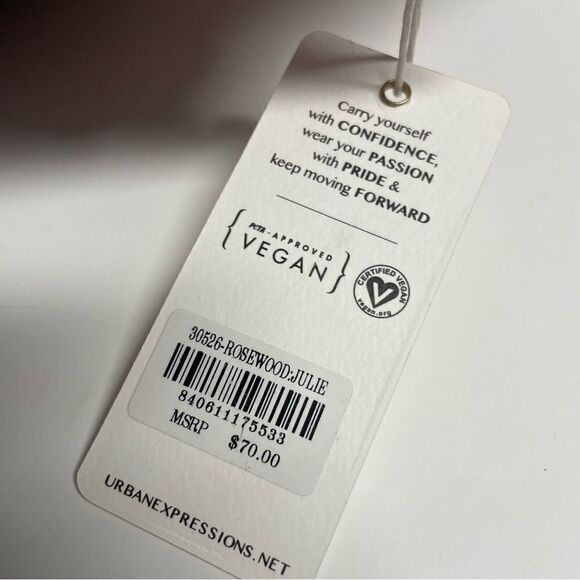 Carry yourself
with CONFIDENCE,
wear your PASSION
with PRIDE &
keep moving FORWARD
PETA - APPROVED
VEGAN
CERTIFIED VEGAN
V
vegan.org
30526-ROSEWOOD:JULIE
840611175533
MSRP $70.00
URBANEXPRESSIONS.NET